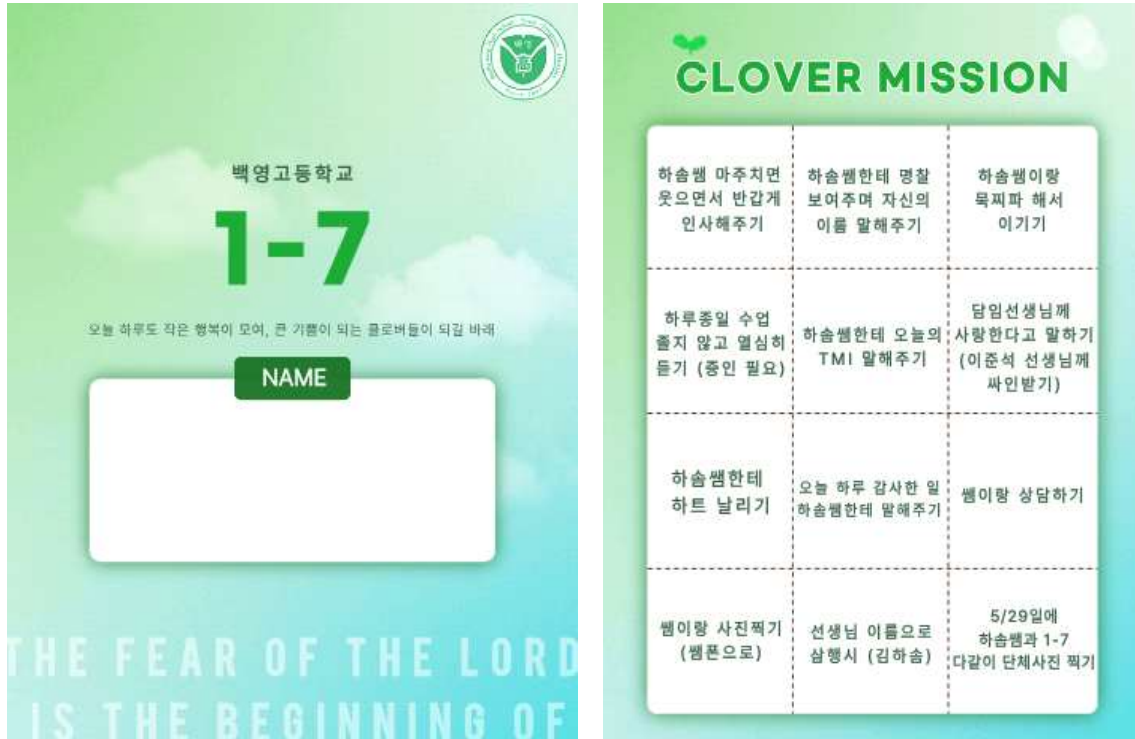 백영고등학교
1-7
오늘 하루도 작은 행복이 모여, 큰 기쁨이 되는 클로버들이 되길 바래
NAME
THE FEAR OF THE LORD
IS THE BEGINNING OF
CLOVER MISSION
하솜쌤 마주치면
웃으면서 반갑게
인사해주기
하솜쌤한테 명찰
보여주며 자신의
이름 말해주기
하솜쌤이랑
묵찌파 해서
이기기
하루종일 수업
졸지 않고 열심히
듣기 (증인 필요)
하솜쌤한테 오늘의
TMI 말해주기
담임선생님께
사랑한다고 말하기
(이준석 선생님께
싸인받기)
하솜쌤한테
하트 날리기
오늘 하루 감사한 일
하솜쌤한테 말해주기
쌤이랑 상담하기
쌤이랑 사진찍기
(쌤폰으로)
선생님 이름으로
삼행시 (김하솜)
5/29일에
하솜쌤과 1-7
다같이 단체사진 찍기